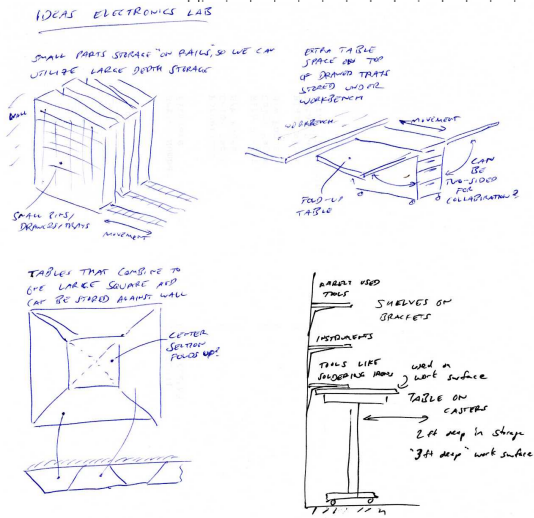 IDEAS ELECTRONICS LAB
SMALL PARTS STORAGE "ON RAILS", SO WE CAN
UTILIZE LARGE DEPTH STORAGE
WALL
SMALL BINS/
DRAWERS/TRAYS
MOVEMENT
EXTRA TABLE
SPACE ON TOP
OF DRAWER TRAYS
STORED UNDER
WORKBENCH
WORKBENCH
MOVEMENT
FOLD-UP
TABLE
CAN
BE
TWO-SIDED
FOR
COLLABORATION?
TABLES THAT COMBINE TO
ONE LARGE SQUARE AND
CAN BE STORED AGAINST WALL
CENTER
SECTION
FOLDS UP?
RARELY USED
TOOLS
SHELVES ON
BRACKETS
INSTRUMENTS
TOOLS LIKE
SOLDERING IRON
used as
work surface
TABLE ON
CASTERS
2 ft deep in storage
"3 ft deep" work surface